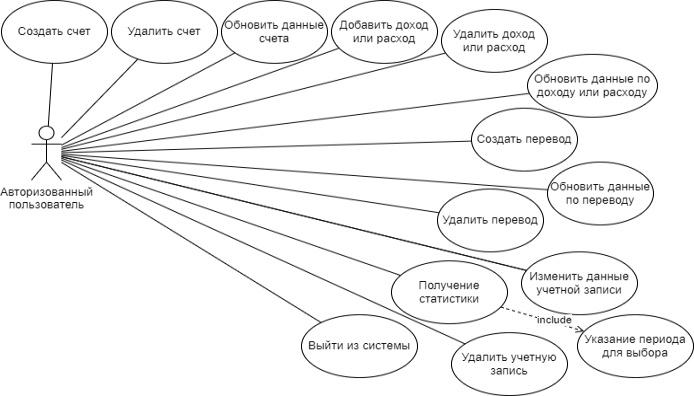 Создать счет
Удалить счет
Обновить данные
счета
Добавить доход
или расход
Удалить доход
или расход
Обновить данные по
доходу или расходу
Создать перевод
Авторизованный
пользователь
Обновить данные
по переводу
Удалить перевод
Изменить данные
учетной записи
Получение
статистики
include
Указание периода
для выбора
Выйти из системы
Удалить учетную
запись